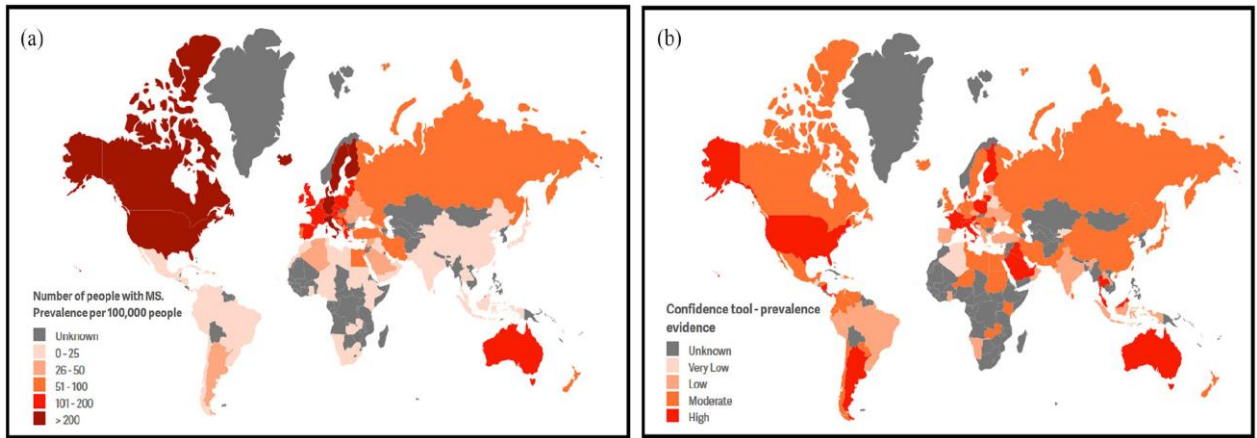 (a)
Number of people with MS.
Prevalence per 100,000 people
Unknown
0 - 25
26 - 50
51 - 100
101 - 200
> 200
(b)
Confidence tool - prevalence
evidence
Unknown
Very Low
Low
Moderate
High